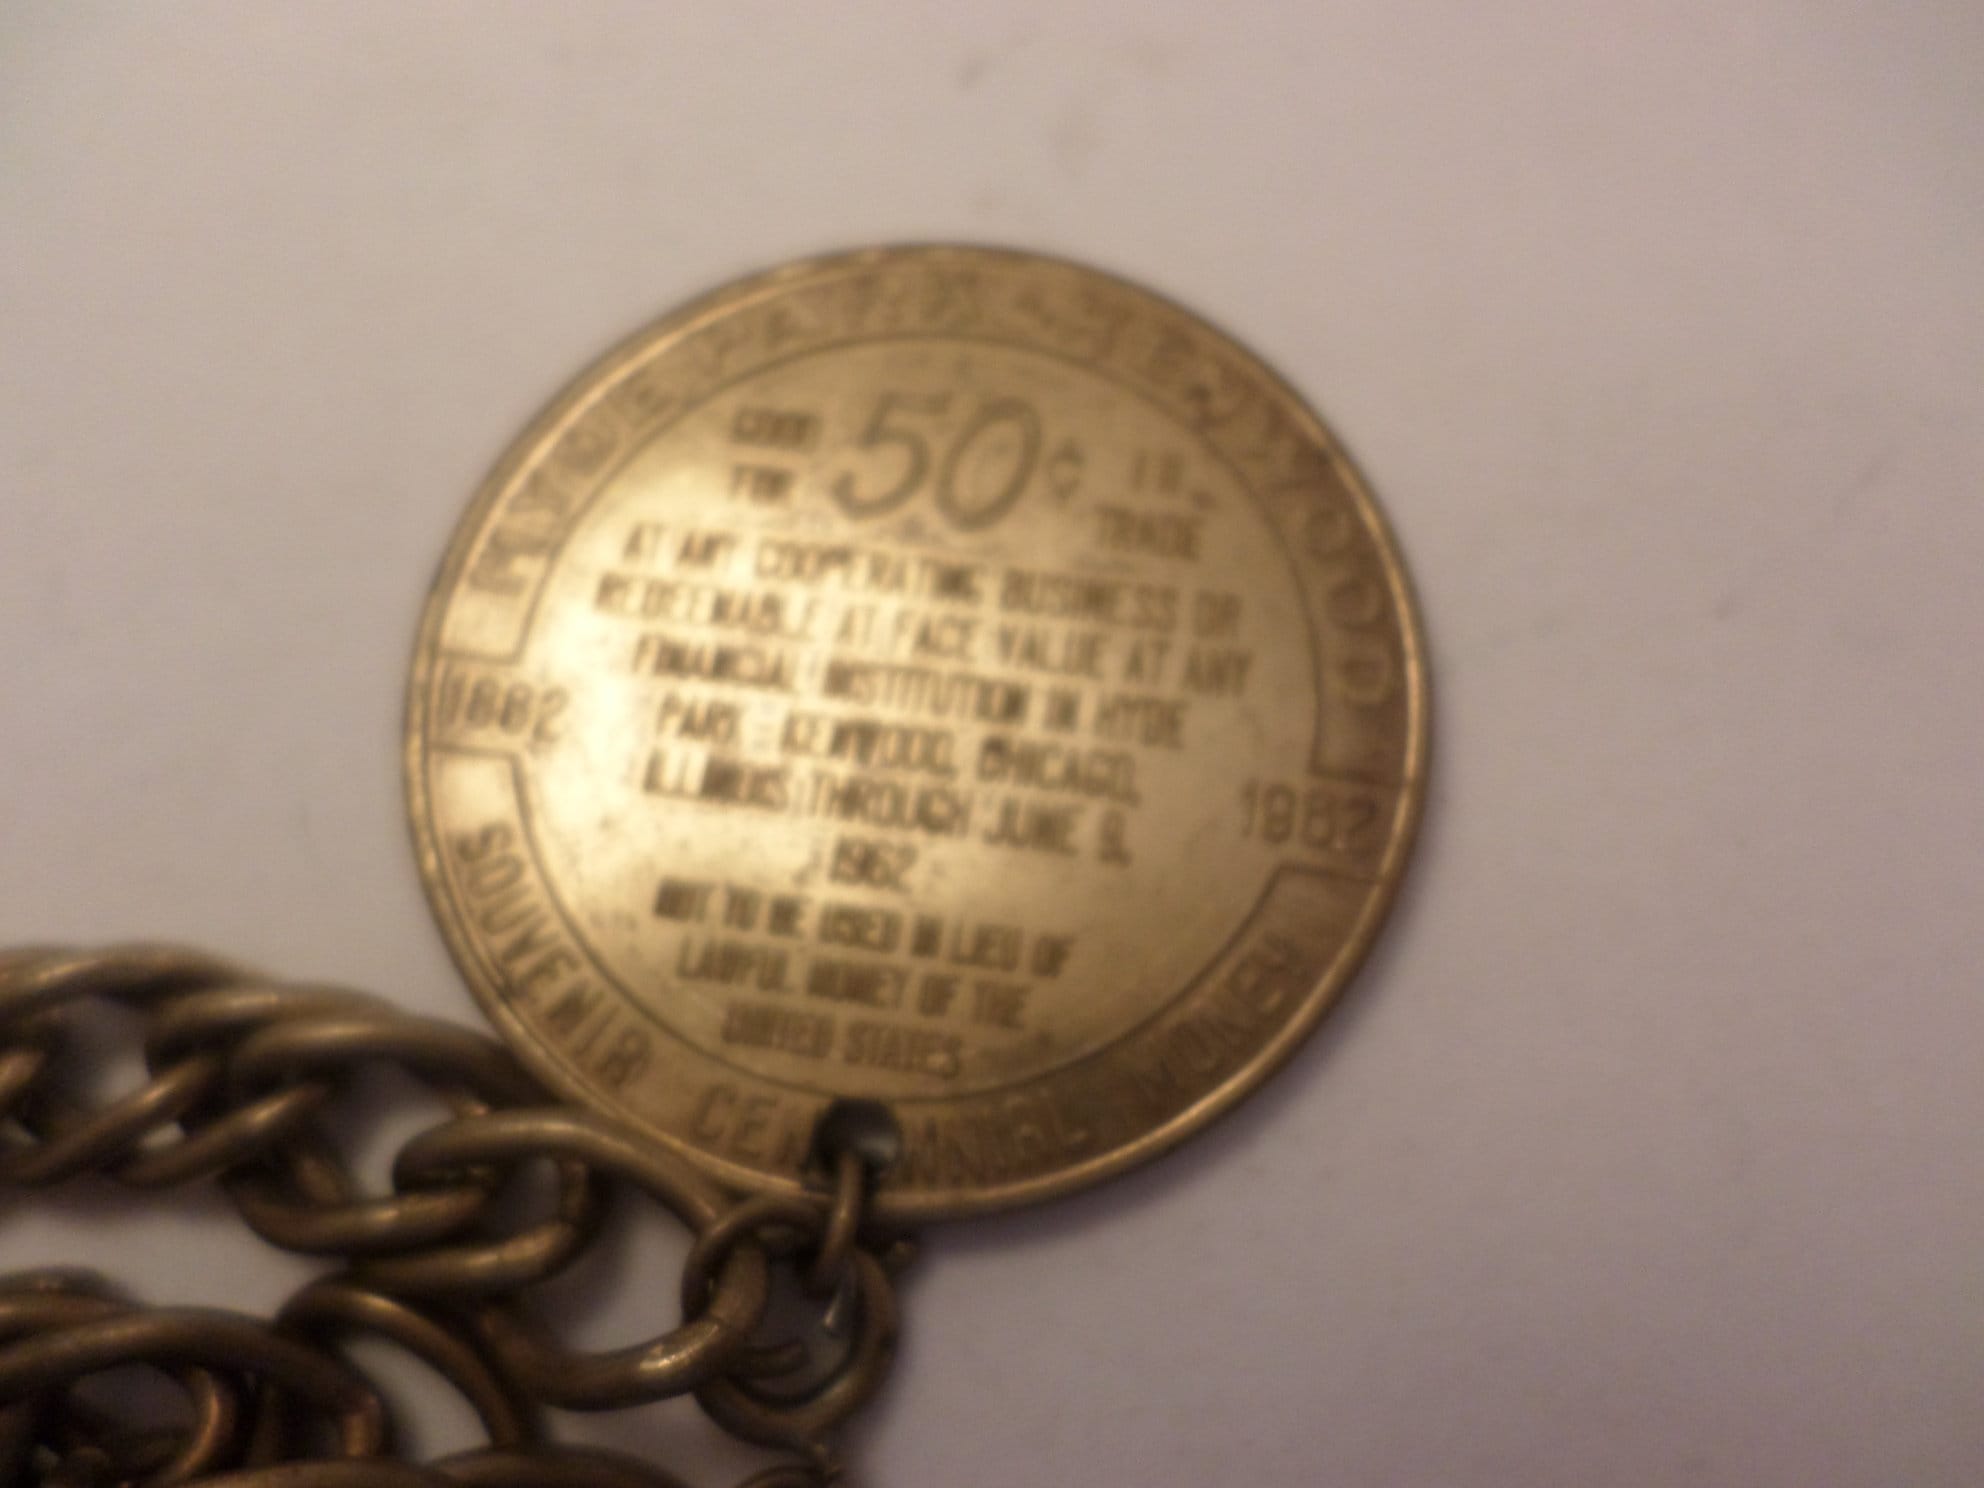 HYDE PARK - KENWOOD
GOOD FOR 50¢ IN TRADE
AT ANY COOPERATING BUSINESS OR
REDEEMABLE AT FACE VALUE AT ANY
FINANCIAL INSTITUTION IN HYDE
PARK - KENWOOD, CHICAGO,
ILLINOIS THROUGH JUNE 9,
1962
NOT TO BE USED IN LIEU OF
LAWFUL MONEY OF THE
UNITED STATES
1962
SOUVENIR CENTENNIAL MONEY